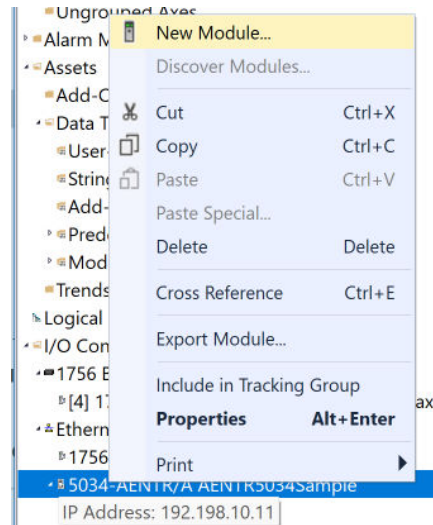 Ungrouped Axes
Alarm M
Assets
Add-O
Data T
User-
String
Add-
Prede
Mod
Trends
Logical
I/O Con
1756 B
[4] 17
ax
Ethern
1756
5034-AENTR/A AENTR5034Sample
IP Address: 192.198.10.11
New Module...
Discover Modules...
Cut Ctrl+X
Copy Ctrl+C
Paste Ctrl+V
Paste Special...
Delete Delete
Cross Reference Ctrl+E
Export Module...
Include in Tracking Group
Properties Alt+Enter
Print